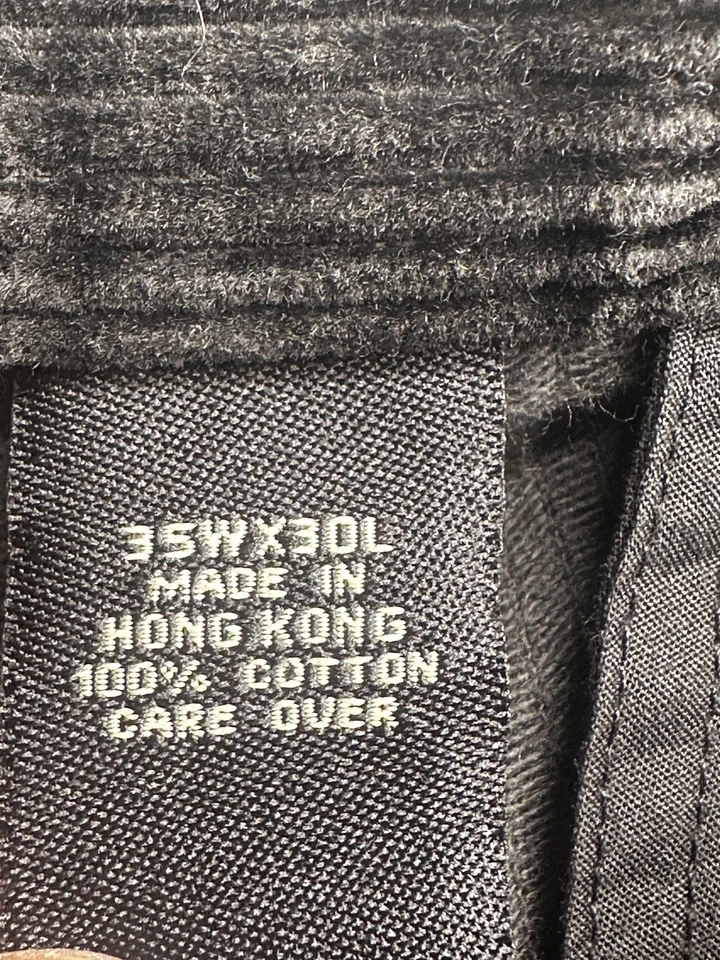 35WX30L
MADE IN
HONG KONG
100% COTTON
CARE OVER